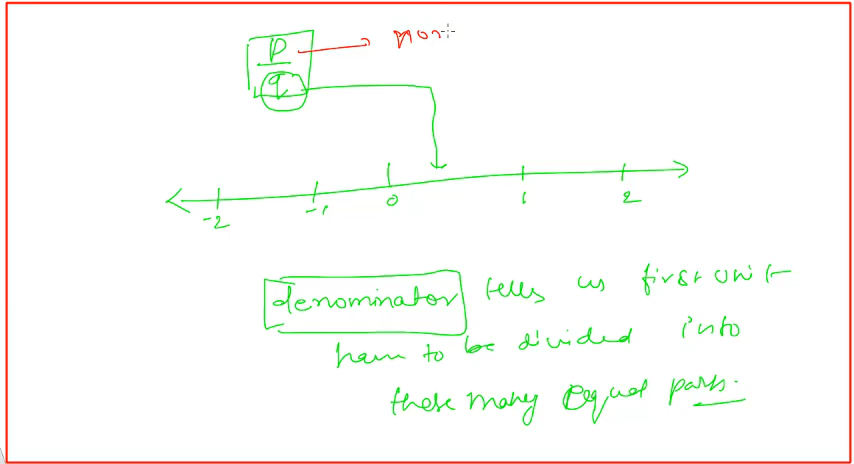 p
q
-2 -1 0 1 2
denominator tells us first unit
have to be divided into
these many equal parts.